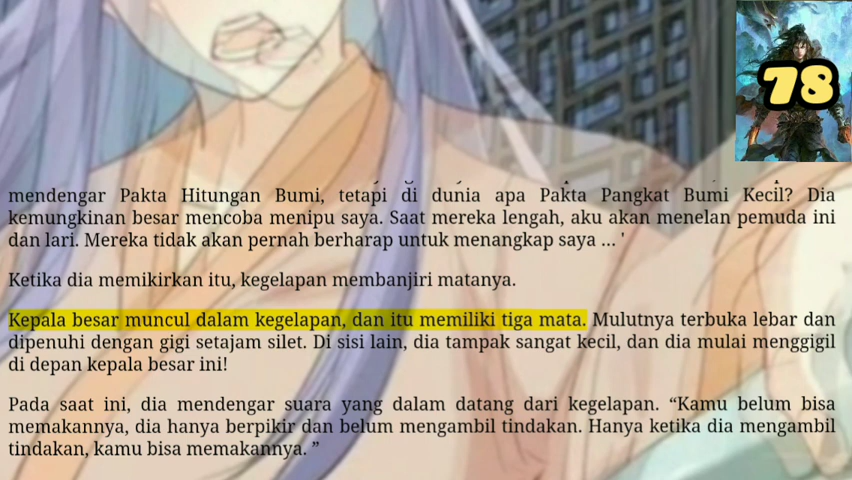 78
mendengar Pakta Hitungan Bumi, tetapi di dunia apa Pakta Pangkat Bumi Kecil? Dia
kemungkinan besar mencoba menipu saya. Saat mereka lengah, aku akan menelan pemuda ini
dan lari. Mereka tidak akan pernah berharap untuk menangkap saya ... '
Ketika dia memikirkan itu, kegelapan membanjiri matanya.
Kepala besar muncul dalam kegelapan, dan itu memiliki tiga mata. Mulutnya terbuka lebar dan
dipenuhi dengan gigi setajam silet. Di sisi lain, dia tampak sangat kecil, dan dia mulai menggigil
di depan kepala besar ini!
Pada saat ini, dia mendengar suara yang dalam datang dari kegelapan. “Kamu belum bisa
memakannya, dia hanya berpikir dan belum mengambil tindakan. Hanya ketika dia mengambil
tindakan, kamu bisa memakannya. ”